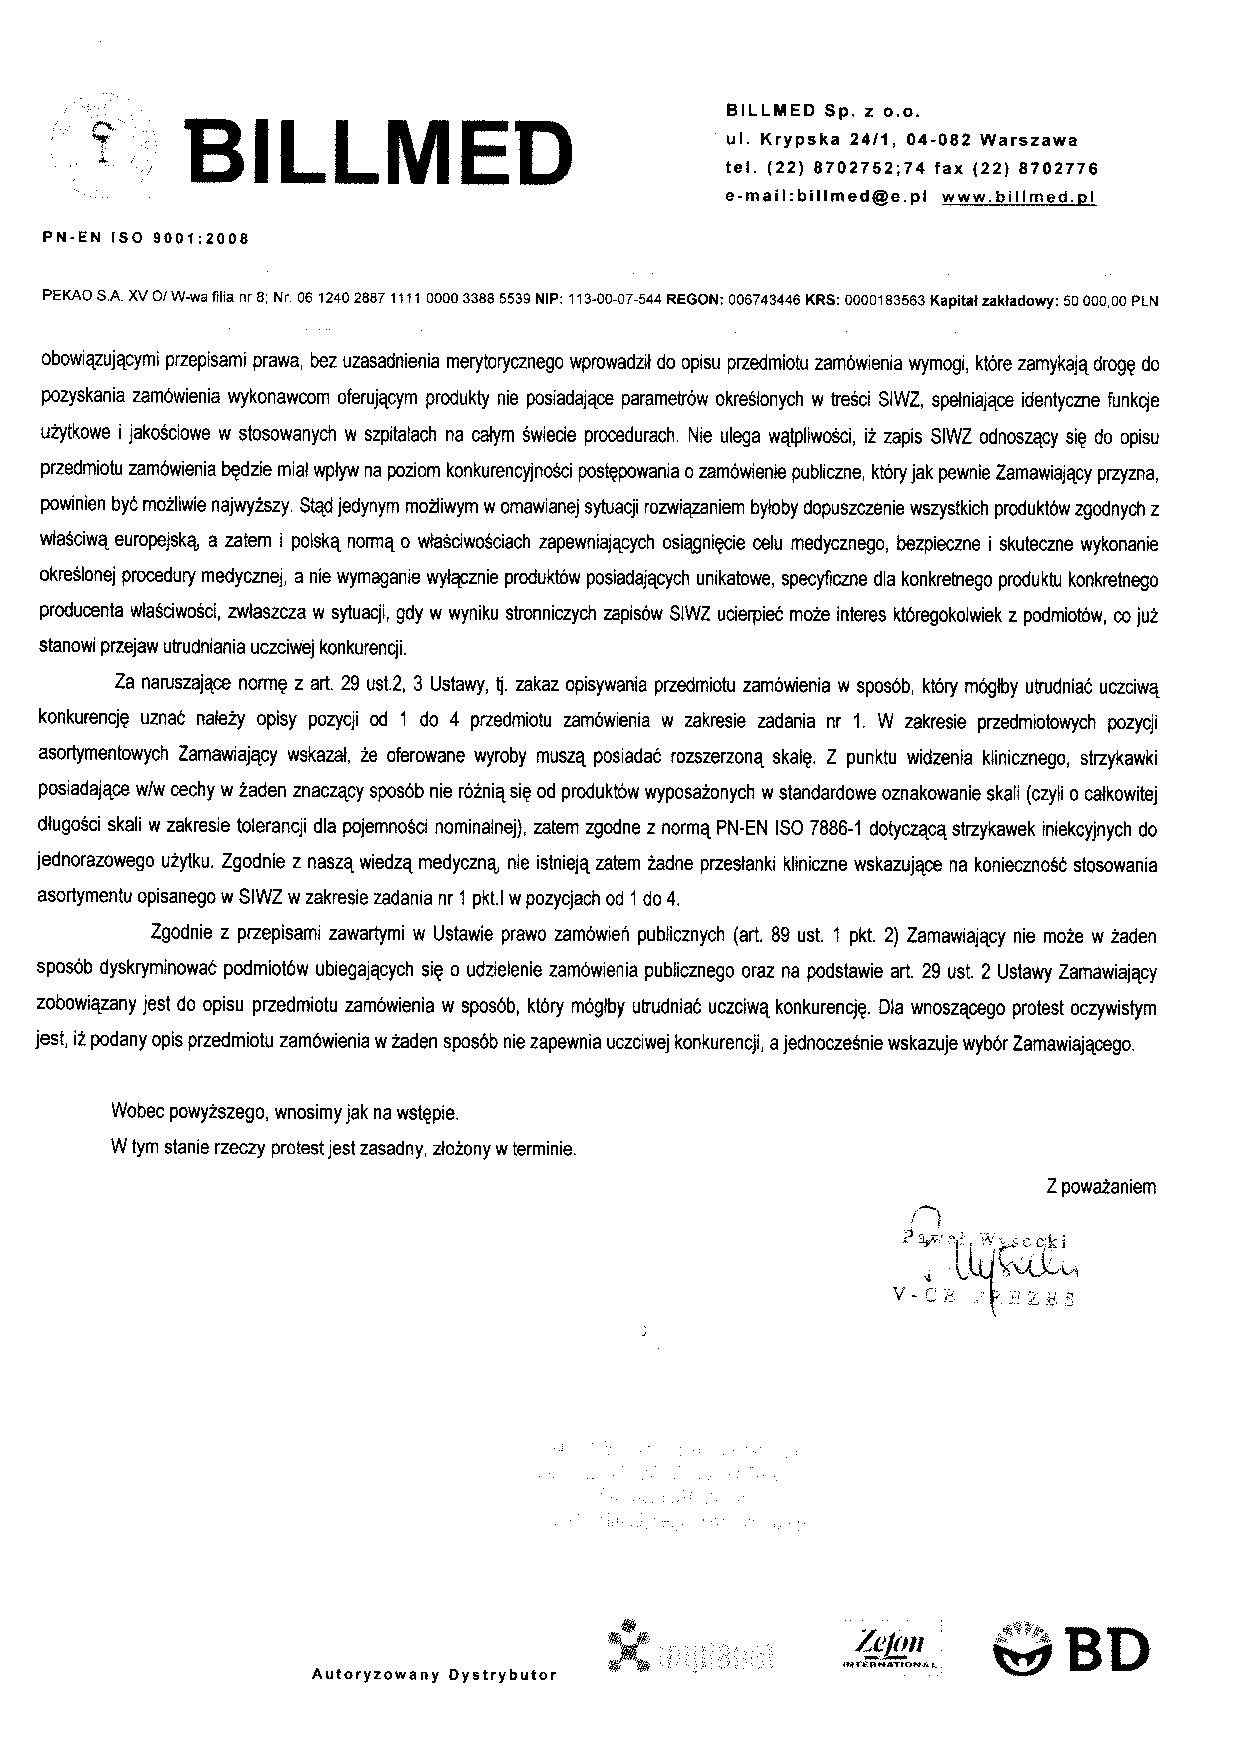 BILLMED
BILLMED Sp. z o.o.
ul. Krypska 24/1, 04-082 Warszawa
tel. (22) 8702752;74 fax (22) 8702776
e-mail:billmed@e.pl www.billmed.pl
PN-EN ISO 9001:2008
PEKAO S.A. XV O/ W-wa filia nr 8; Nr. 06 1240 2887 1111 0000 3388 5539 NIP: 113-00-07-544 REGON: 006743446 KRS: 0000183563 Kapitał zakładowy: 50 000,00 PLN
obowiązującymi przepisami prawa, bez uzasadnienia merytorycznego wprowadził do opisu przedmiotu zamówienia wymogi, które zamykają drogę do
pozyskania zamówienia wykonawcom oferującym produkty nie posiadające parametrów określonych w treści SIWZ, spełniające identyczne funkcje
użytkowe i jakościowe w stosowanych w szpitalach na całym świecie procedurach. Nie ulega wątpliwości, iż zapis SIWZ odnoszący się do opisu
przedmiotu zamówienia będzie miał wpływ na poziom konkurencyjności postępowania o zamówienie publiczne, który jak pewnie Zamawiający przyzna,
powinien być możliwie najwyższy. Stąd jedynym możliwym w omawianej sytuacji rozwiązaniem byłoby dopuszczenie wszystkich produktów zgodnych z
właściwą europejską, a zatem i polską normą o właściwościach zapewniających osiągnięcie celu medycznego, bezpieczne i skuteczne wykonanie
określonej procedury medycznej, a nie wymaganie wyłącznie produktów posiadających unikatowe, specyficzne dla konkretnego produktu konkretnego
producenta właściwości, zwłaszcza w sytuacji, gdy w wyniku stronniczych zapisów SIWZ ucierpieć może interes któregokolwiek z podmiotów, co już
stanowi przejaw utrudniania uczciwej konkurencji.
Za naruszające normę z art. 29 ust.2, 3 Ustawy, tj. zakaz opisywania przedmiotu zamówienia w sposób, który mógłby utrudniać uczciwą
konkurencję uznać należy opisy pozycji od 1 do 4 przedmiotu zamówienia w zakresie zadania nr 1. W zakresie przedmiotowych pozycji
asortymentowych Zamawiający wskazał, że oferowane wyroby muszą posiadać rozszerzoną skalę. Z punktu widzenia klinicznego, strzykawki
posiadające w/w cechy w żaden znaczący sposób nie różnią się od produktów wyposażonych w standardowe oznakowanie skali (czyli o całkowitej
długości skali w zakresie tolerancji dla pojemności nominalnej), zatem zgodne z normą PN-EN ISO 7886-1 dotyczącą strzykawek iniekcyjnych do
jednorazowego użytku. Zgodnie z naszą wiedzą medyczną, nie istnieją zatem żadne przesłanki kliniczne wskazujące na konieczność stosowania
asortymentu opisanego w SIWZ w zakresie zadania nr 1 pkt.I w pozycjach od 1 do 4.
Zgodnie z przepisami zawartymi w Ustawie prawo zamówień publicznych (art. 89 ust. 1 pkt. 2) Zamawiający nie może w żaden
sposób dyskryminować podmiotów ubiegających się o udzielenie zamówienia publicznego oraz na podstawie art. 29 ust. 2 Ustawy Zamawiający
zobowiązany jest do opisu przedmiotu zamówienia w sposób, który mógłby utrudniać uczciwą konkurencję. Dla wnoszącego protest oczywistym
jest, iż podany opis przedmiotu zamówienia w żaden sposób nie zapewnia uczciwej konkurencji, a jednocześnie wskazuje wybór Zamawiającego.
Wobec powyższego, wnosimy jak na wstępie.
W tym stanie rzeczy protest jest zasadny, złożony w terminie.
Z poważaniem
Paweł Wysocki
Autoryzowany Dystrybutor
INTERNATIONAL
BD